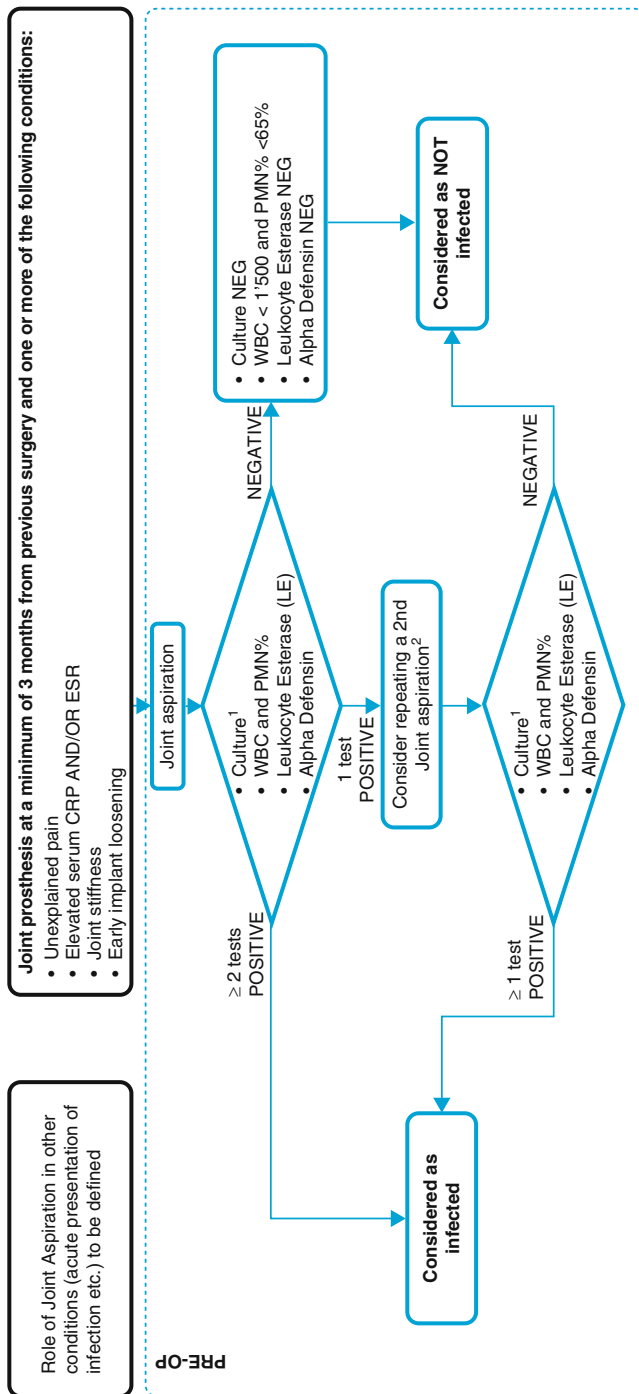 Role of Joint Aspiration in other
conditions (acute presentation of
infection etc.) to be defined
Joint prosthesis at a minimum of 3 months from previous surgery and one or more of the following conditions:
• Unexplained pain
• Elevated serum CRP AND/OR ESR
• Joint stiffness
• Early implant loosening
PRE-OP
Joint aspiration
• Culture1
• WBC and PMN%
• Leukocyte Esterase (LE)
• Alpha Defensin
≥ 2 tests
POSITIVE
1 test
POSITIVE
NEGATIVE
• Culture NEG
• WBC < 1'500 and PMN% <65%
• Leukocyte Esterase NEG
• Alpha Defensin NEG
Consider repeating a 2nd
Joint aspiration2
• Culture1
• WBC and PMN%
• Leukocyte Esterase (LE)
• Alpha Defensin
≥ 1 test
POSITIVE
NEGATIVE
Considered as
infected
Considered as NOT
infected